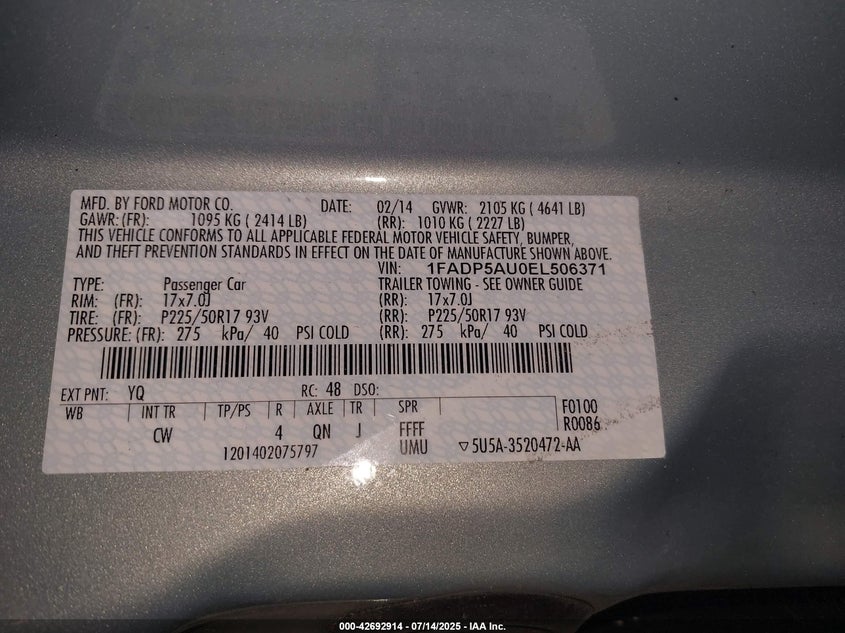 MFD. BY FORD MOTOR CO. DATE: 02/14 GVWR: 2105 KG ( 4641 LB)
GAWR: (FR): 1095 KG ( 2414 LB) (RR): 1010 KG ( 2227 LB)
THIS VEHICLE CONFORMS TO ALL APPLICABLE FEDERAL MOTOR VEHICLE SAFETY, BUMPER,
AND THEFT PREVENTION STANDARDS IN EFFECT ON THE DATE OF MANUFACTURE SHOWN ABOVE.
VIN: 1FADP5AU0EL506371
TYPE: Passenger Car TRAILER TOWING - SEE OWNER GUIDE
RIM: (FR): 17x7.0J (RR): 17x7.0J
TIRE: (FR): P225/50R17 93V (RR): P225/50R17 93V
PRESSURE: (FR): 275 kPa/ 40 PSI COLD (RR): 275 kPa/ 40 PSI COLD
EXT PNT: YQ RC: 48 DSO:
WB INT TR TP/PS R AXLE TR SPR F0100
CW 4 QN J FFFF R0086
1201402075797 UMU ▽5U5A-3520472-AA
000-42692914 - 07/14/2025 - IAA Inc.